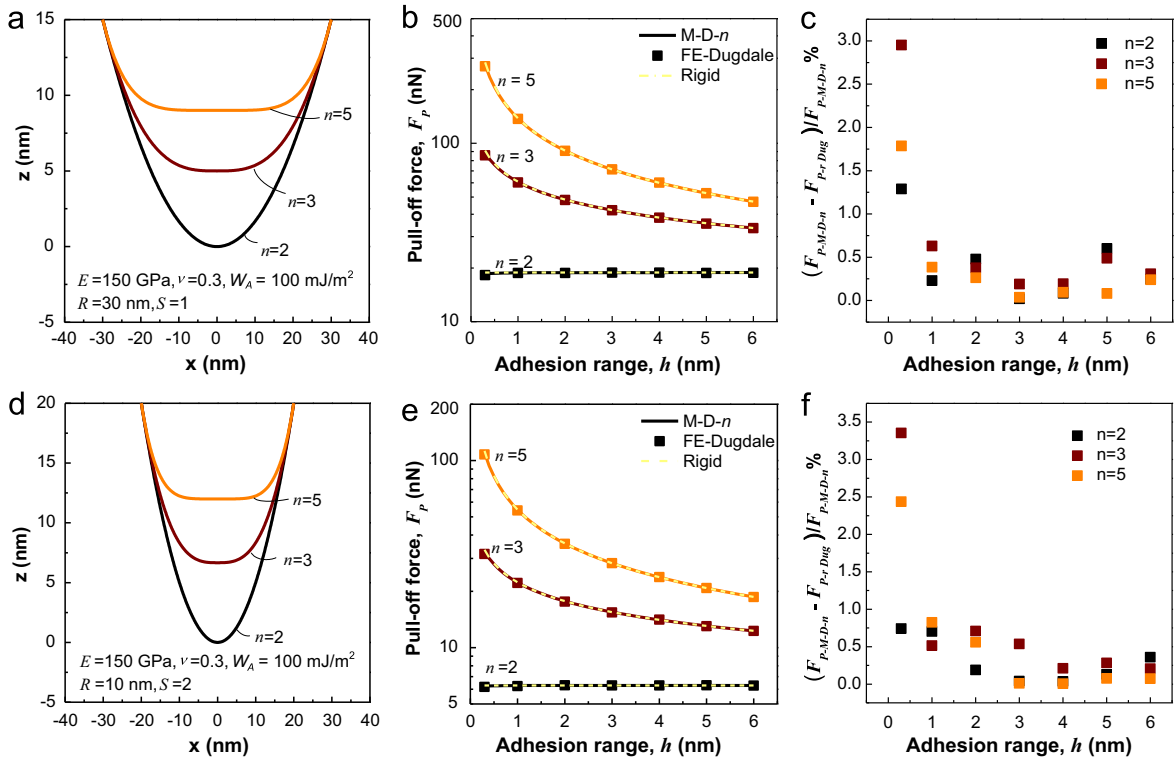 a
z (nm)
15
10
5
0
-5
n=5
n=3
n=2
E=150 GPa, ν=0.3, W_A = 100 mJ/m²
R=30 nm, S=1
-40 -30 -20 -10 0 10 20 30 40
x (nm)
b
Pull-off force, F_P (nN)
500
100
10
M-D-n
FE-Dugdale
Rigid
n = 5
n = 3
n = 2
0 1 2 3 4 5 6
Adhesion range, h (nm)
c
(F_P-M-D-n - F_P-r Dug)/F_P-M-D-n%
3.0
2.5
2.0
1.5
1.0
0.5
0.0
n=2
n=3
n=5
0 1 2 3 4 5 6
Adhesion range, h (nm)
d
z (nm)
20
15
10
5
0
-5
n=5
n=3
n=2
E=150 GPa, ν=0.3, W_A = 100 mJ/m²
R=10 nm, S=2
-40 -30 -20 -10 0 10 20 30 40
x (nm)
e
Pull-off force, F_P (nN)
200
100
10
5
M-D-n
FE-Dugdale
Rigid
n=5
n=3
n=2
0 1 2 3 4 5 6
Adhesion range, h (nm)
f
(F_P-M-D-n - F_P-r Dug)/F_P-M-D-n%
3.5
3.0
2.5
2.0
1.5
1.0
0.5
0.0
n=2
n=3
n=5
0 1 2 3 4 5 6
Adhesion range, h (nm)